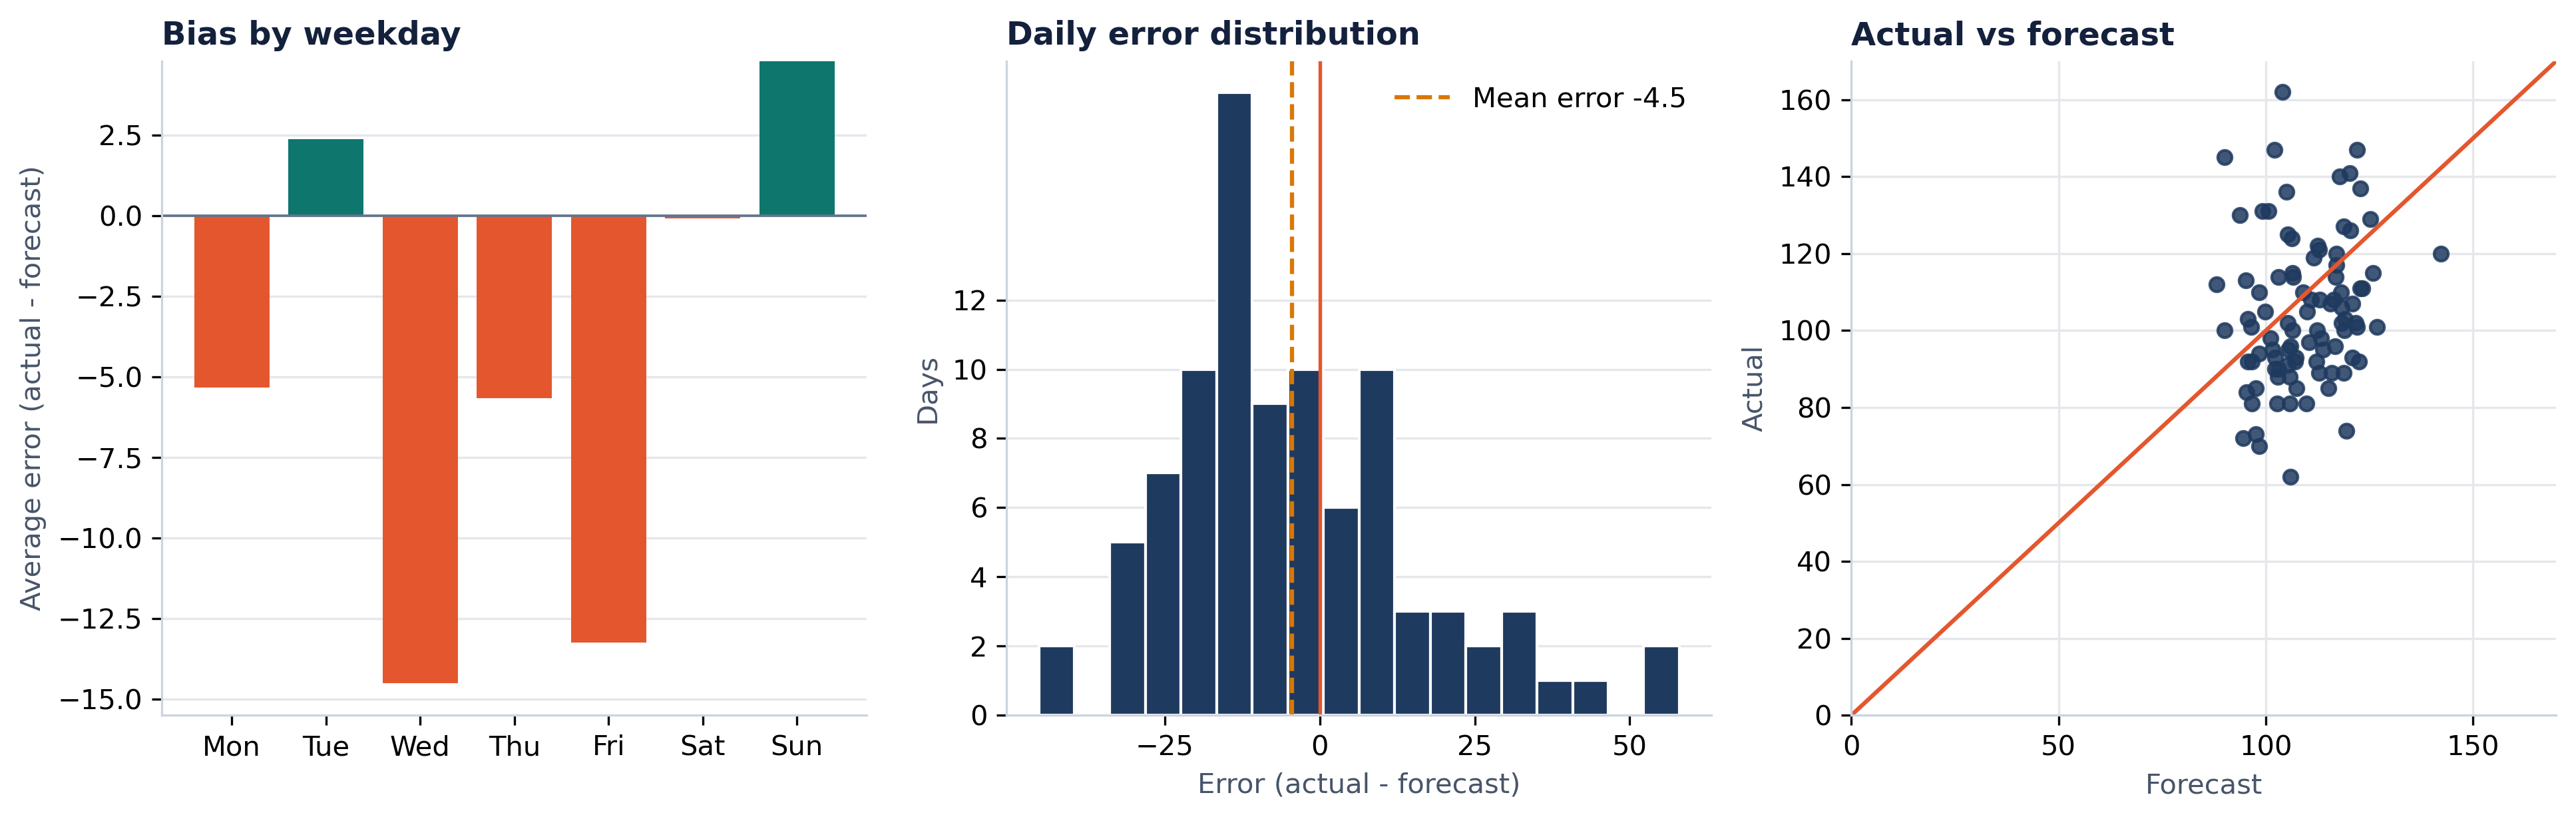 Bias by weekday
Average error (actual - forecast)
2.5
0.0
−2.5
−5.0
−7.5
−10.0
−12.5
−15.0
Mon Tue Wed Thu Fri Sat Sun
Daily error distribution
Mean error -4.5
Days
12
10
8
6
4
2
0
−25 0 25 50
Error (actual - forecast)
Actual vs forecast
Actual
160
140
120
100
80
60
40
20
0
0 50 100 150
Forecast